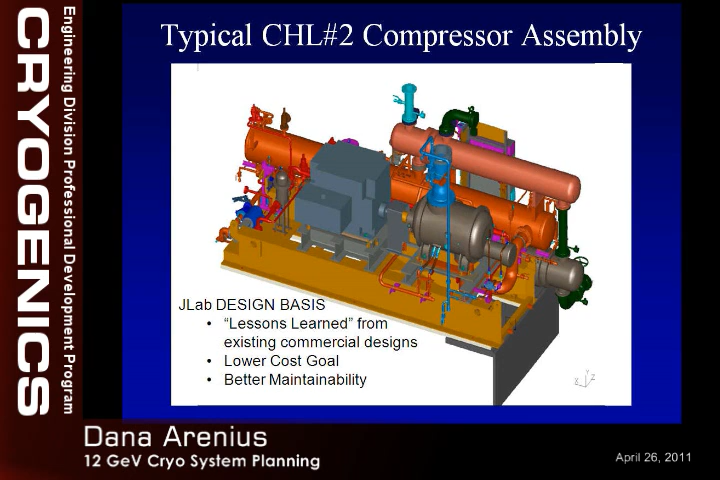 CRYOGENICS
Engineering Division Professional Development Program
Typical CHL#2 Compressor Assembly
JLab DESIGN BASIS
• “Lessons Learned” from
existing commercial designs
• Lower Cost Goal
• Better Maintainability
Y
X Z
Dana Arenius
12 GeV Cryo System Planning
April 26, 2011